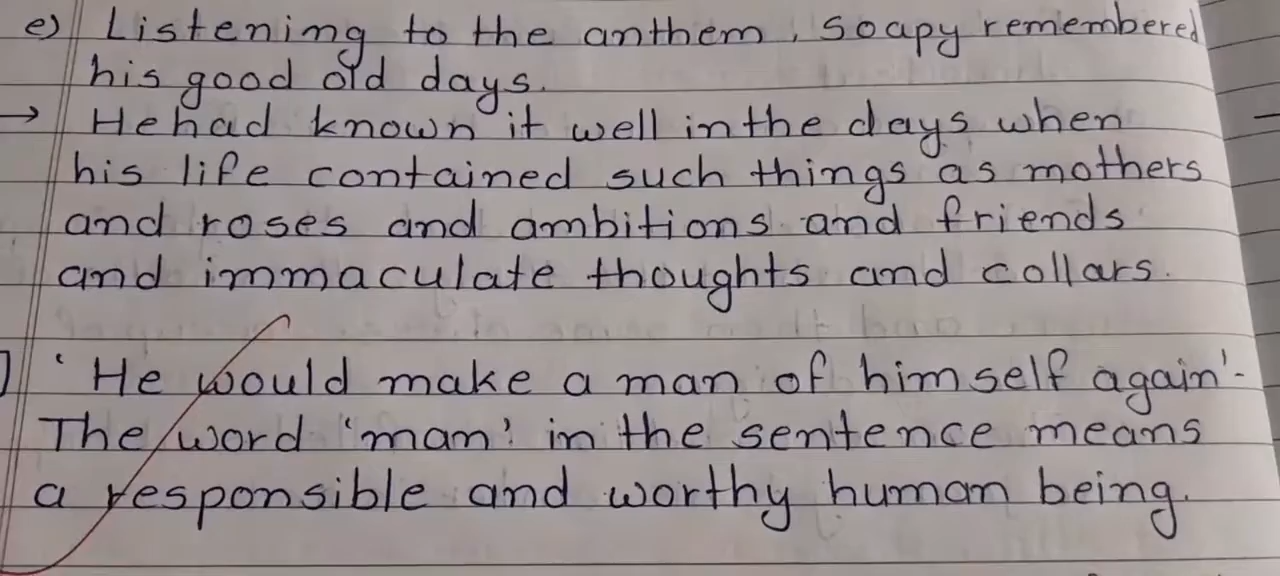 e) Listening to the anthem, Soapy remembered
his good old days.
→ He had known it well in the days when
his life contained such things as mothers
and roses and ambitions and friends
and immaculate thoughts and collars.
] 'He would make a man of himself again'-
The word 'man' in the sentence means
a responsible and worthy human being.